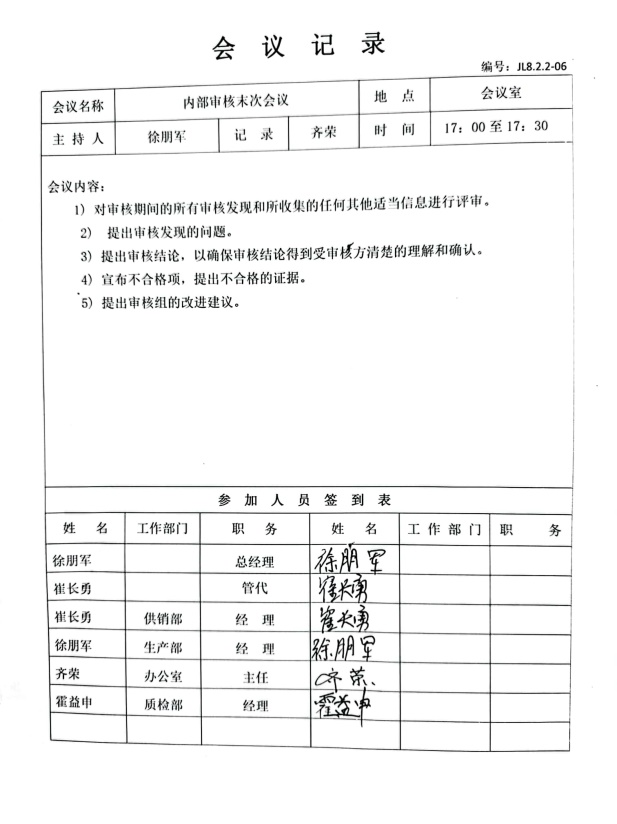 会议记录
编号：JL8.2.2-06
会议名称 内部审核末次会议 地点 会议室
主持人 徐朋军 记录 齐荣 时间 17：00至17：30
会议内容：
1）对审核期间的所有审核发现和所收集的任何其他适当信息进行评审。
2） 提出审核发现的问题。
3）提出审核结论，以确保审核结论得到受审核方清楚的理解和确认。
4）宣布不合格项，提出不合格的证据。
5）提出审核组的改进建议。
参加人员签到表
姓名 工作部门 职务 姓名 工作部门 职务
徐朋军 总经理 徐朋军
崔长勇 管代 崔长勇
崔长勇 供销部 经理 崔长勇
徐朋军 生产部 经理 徐朋军
齐荣 办公室 主任 齐荣
霍益申 质检部 经理 霍益申